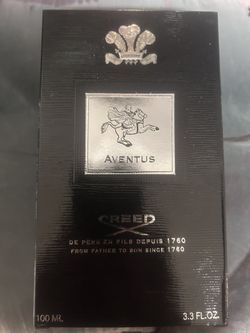 AVENTUS
CREED
DE PÈRE EN FILS DEPUIS 1760
FROM FATHER TO SON SINCE 1760
100 ML
3.3 FL.OZ.